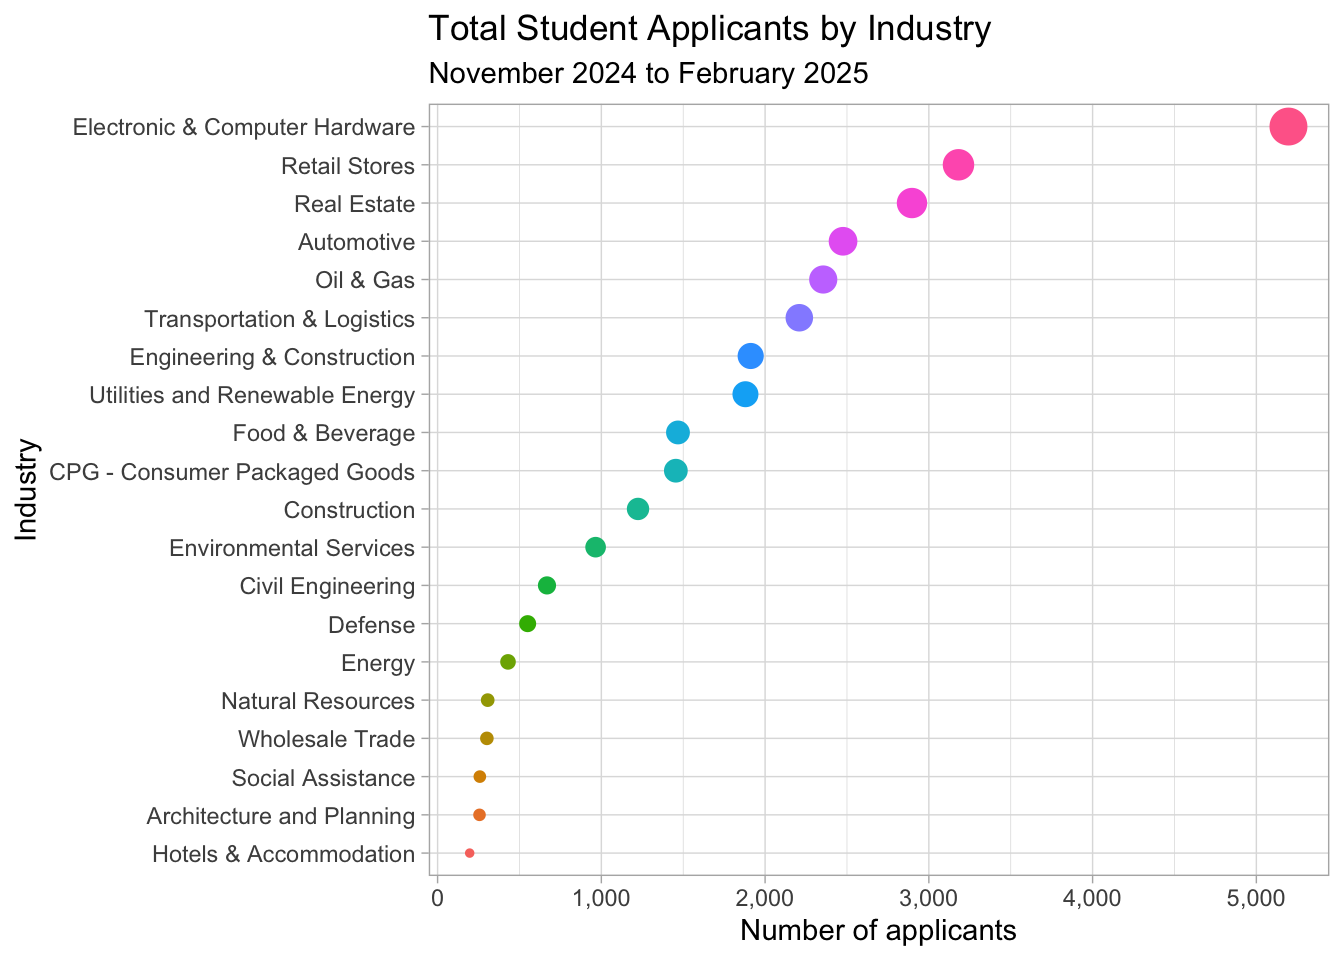 Total Student Applicants by Industry
November 2024 to February 2025
Electronic & Computer Hardware
Retail Stores
Real Estate
Automotive
Oil & Gas
Transportation & Logistics
Engineering & Construction
Utilities and Renewable Energy
Food & Beverage
CPG - Consumer Packaged Goods
Construction
Environmental Services
Civil Engineering
Defense
Energy
Natural Resources
Wholesale Trade
Social Assistance
Architecture and Planning
Hotels & Accommodation
Industry
0 1,000 2,000 3,000 4,000 5,000
Number of applicants